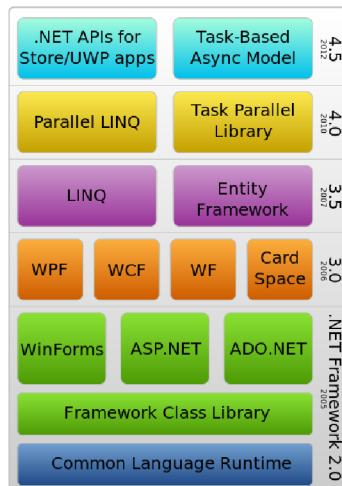 .NET APIs for
Store/UWP apps
Task-Based
Async Model
4.5
2012
Parallel LINQ
Task Parallel
Library
4.0
2010
LINQ
Entity
Framework
3.5
2007
WPF
WCF
WF
Card
Space
3.0
2006
WinForms
ASP.NET
ADO.NET
Framework Class Library
Common Language Runtime
.NET Framework 2.0
2005